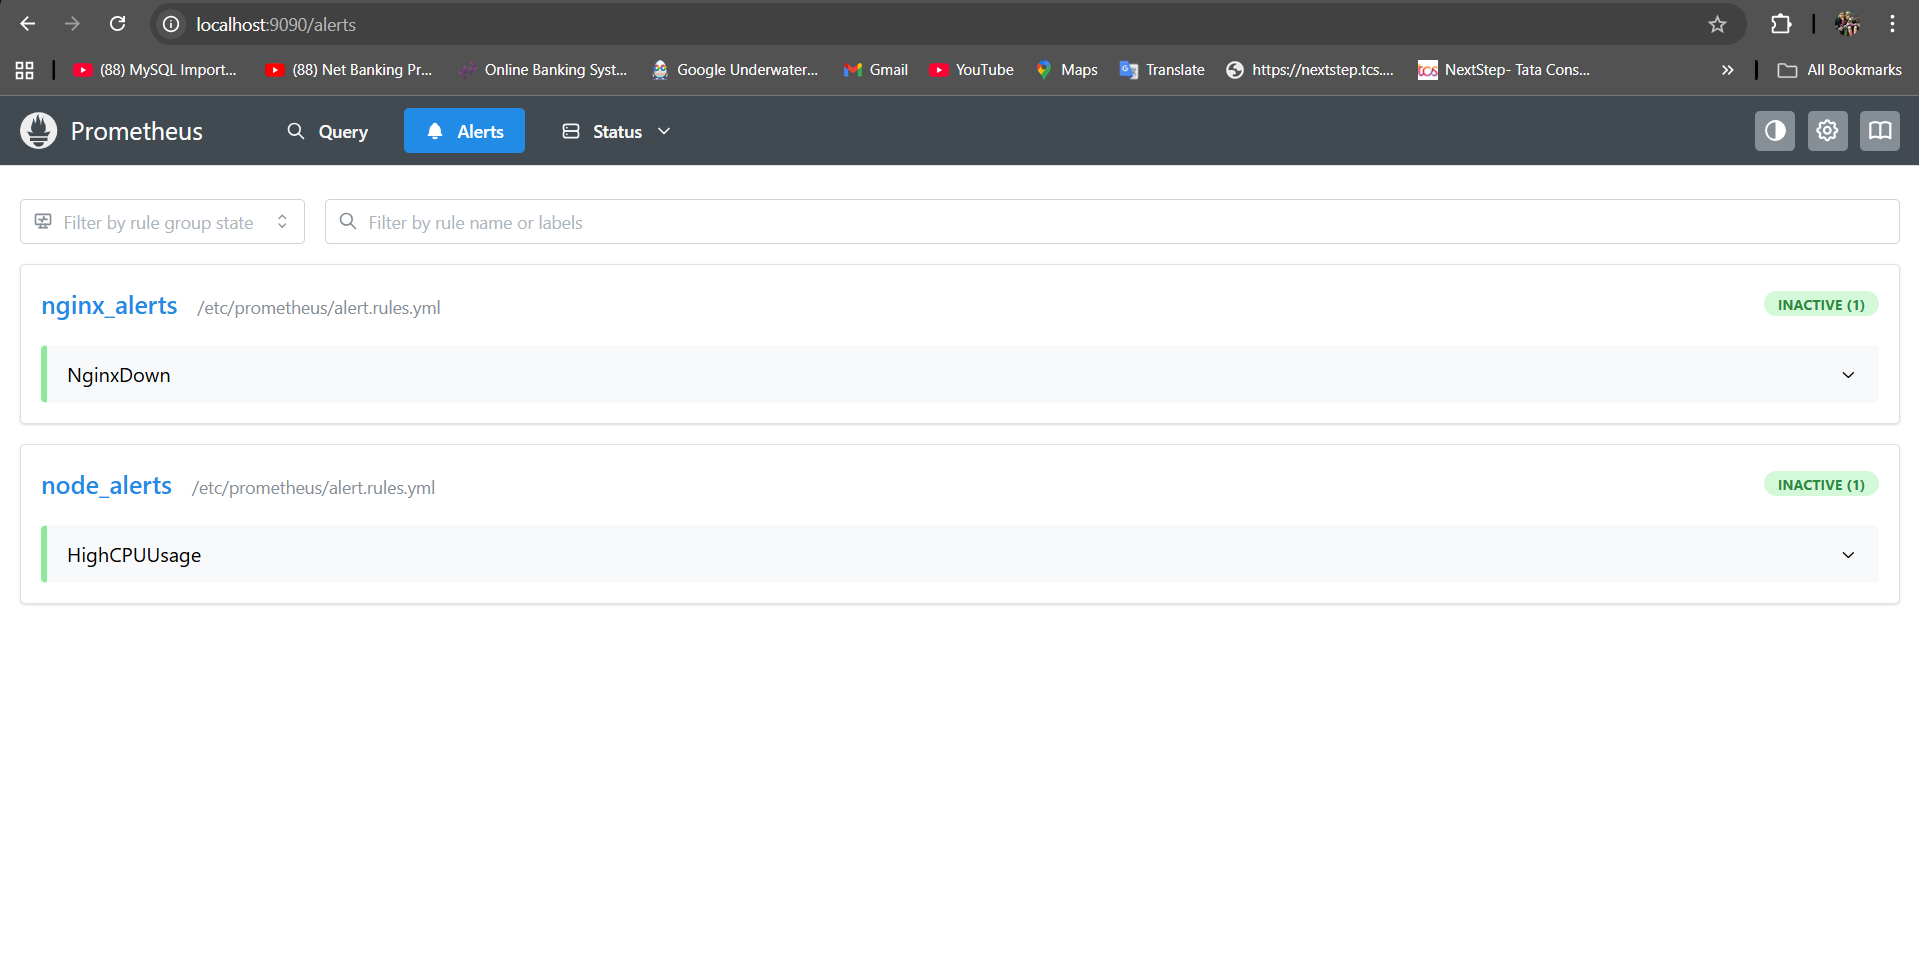 localhost:9090/alerts
(88) MySQL Import... (88) Net Banking Pr... Online Banking Syst... Google Underwater... Gmail YouTube Maps Translate https://nextstep.tcs.... tcs NextStep- Tata Cons... All Bookmarks
Prometheus Query Alerts Status
Filter by rule group state Filter by rule name or labels
nginx_alerts /etc/prometheus/alert.rules.yml INACTIVE (1)
NginxDown
node_alerts /etc/prometheus/alert.rules.yml INACTIVE (1)
HighCPUUsage